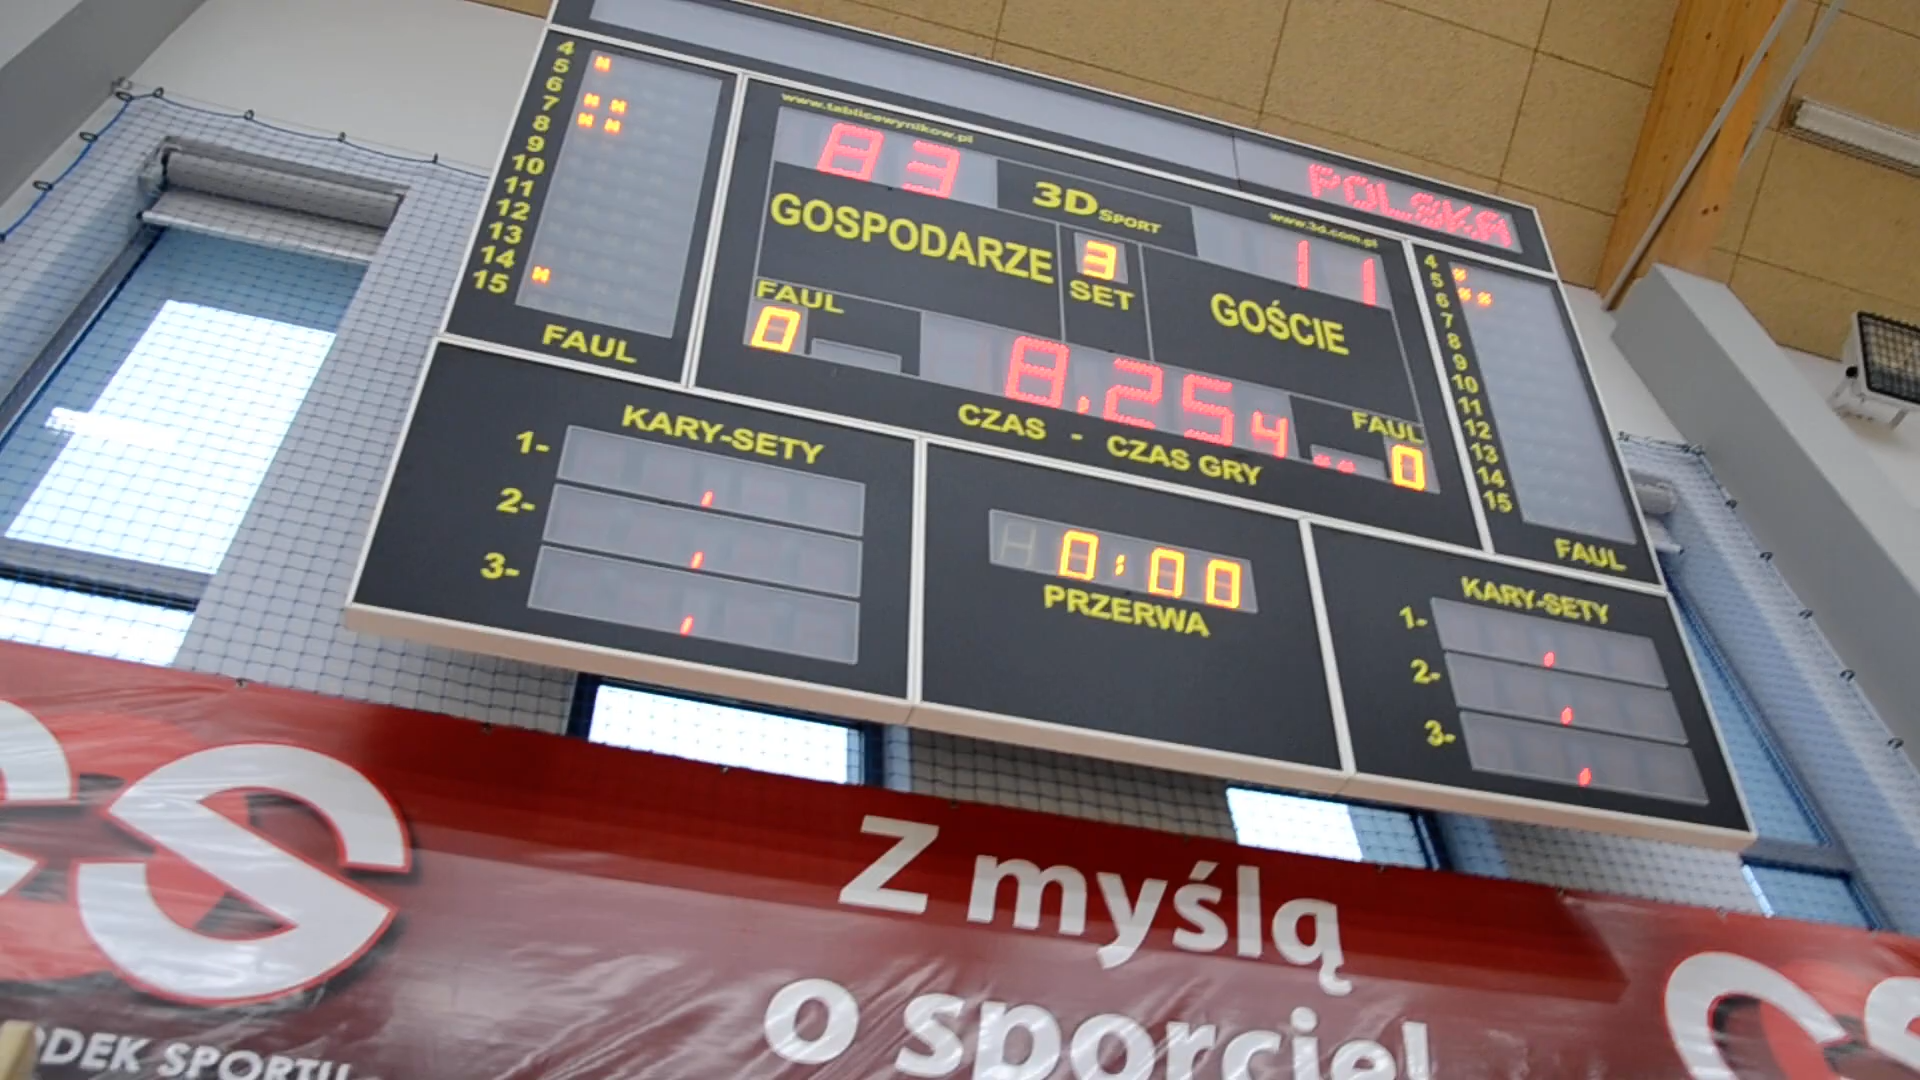 www.tablicewynikow.pl
POLSKA
83
3D SPORT
www.3d.com.pl
11
GOSPODARZE
3
SET
GOŚCIE
FAUL
0
8.254
FAUL
0
CZAS - CZAS GRY
4
5
6
7
8
9
10
11
12
13
14
15
FAUL
4
5
6
7
8
9
10
11
12
13
14
15
FAUL
KARY-SETY
1-
2-
3-
0:00
PRZERWA
KARY-SETY
1-
2-
3-
Z myślą
o sporcie!
SPORTU